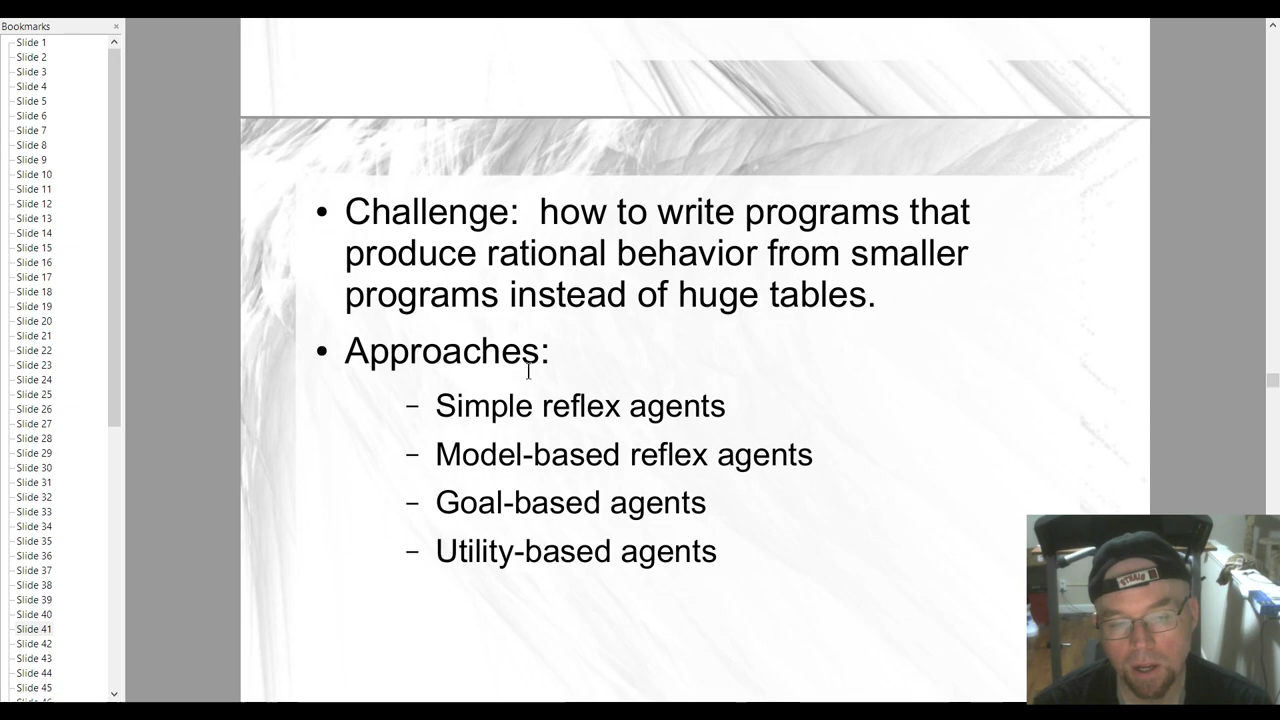 Bookmarks
Slide 1
Slide 2
Slide 3
Slide 4
Slide 5
Slide 6
Slide 7
Slide 8
Slide 9
Slide 10
Slide 11
Slide 12
Slide 13
Slide 14
Slide 15
Slide 16
Slide 17
Slide 18
Slide 19
Slide 20
Slide 21
Slide 22
Slide 23
Slide 24
Slide 25
Slide 26
Slide 27
Slide 28
Slide 29
Slide 30
Slide 31
Slide 32
Slide 33
Slide 34
Slide 35
Slide 36
Slide 37
Slide 38
Slide 39
Slide 40
Slide 41
Slide 42
Slide 43
Slide 44
Slide 45
• Challenge: how to write programs that
produce rational behavior from smaller
programs instead of huge tables.
• Approaches:
– Simple reflex agents
– Model-based reflex agents
– Goal-based agents
– Utility-based agents